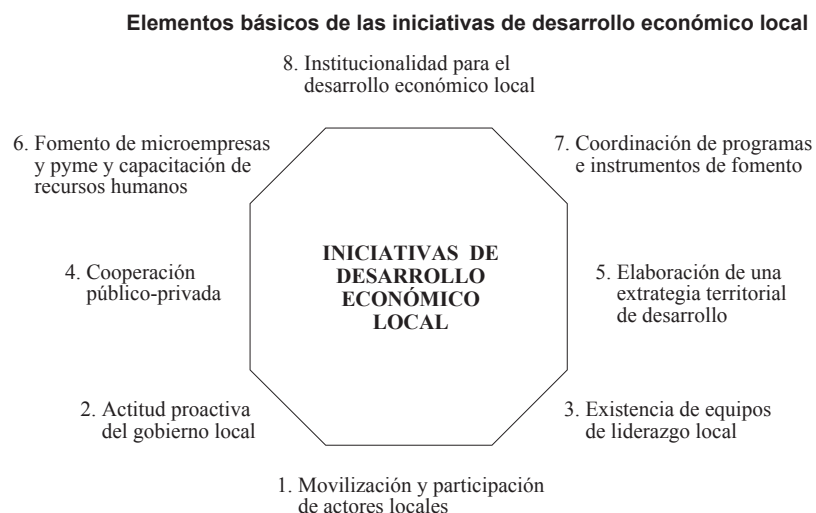 Elementos básicos de las iniciativas de desarrollo económico local
8. Institucionalidad para el
desarrollo económico local
6. Fomento de microempresas
y pyme y capacitación de
recursos humanos
7. Coordinación de programas
e instrumentos de fomento
INICIATIVAS DE
DESARROLLO
ECONÓMICO
LOCAL
4. Cooperación
público-privada
5. Elaboración de una
extrategia territorial
de desarrollo
2. Actitud proactiva
del gobierno local
3. Existencia de equipos
de liderazgo local
1. Movilización y participación
de actores locales